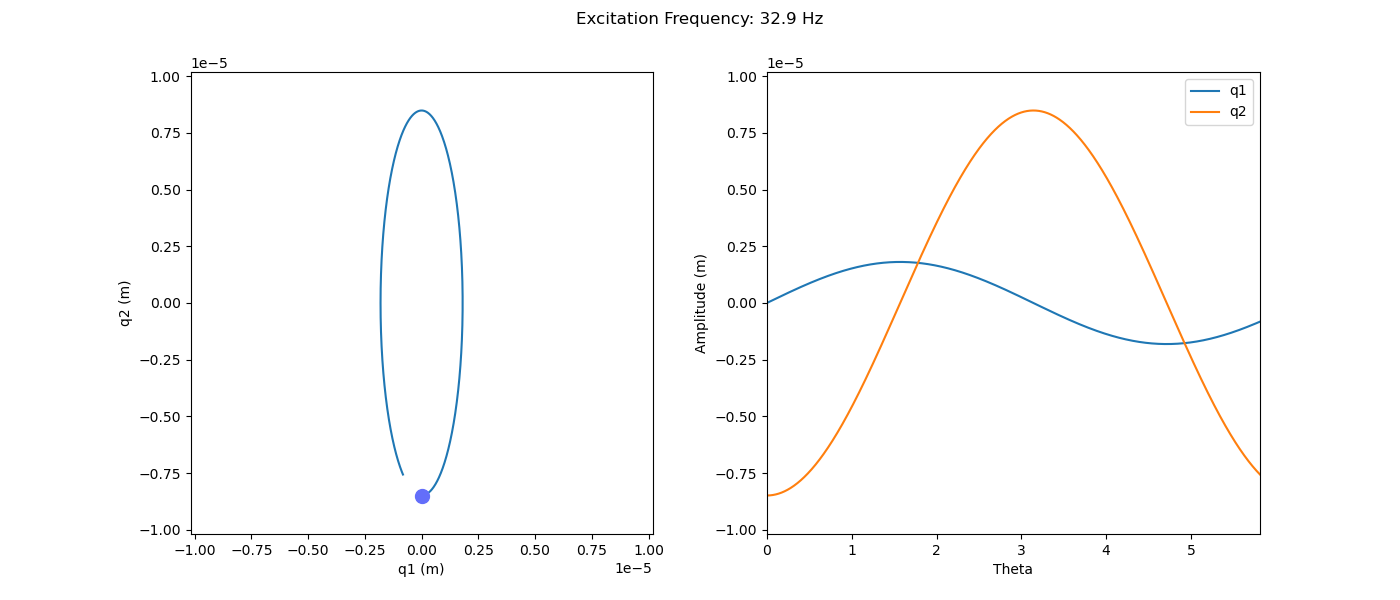 Excitation Frequency: 32.9 Hz
1e−5
1.00
0.75
0.50
0.25
0.00
−0.25
−0.50
−0.75
−1.00
q2 (m)
−1.00 −0.75 −0.50 −0.25 0.00 0.25 0.50 0.75 1.00
q1 (m)
1e−5
1e−5
1.00
0.75
0.50
0.25
0.00
−0.25
−0.50
−0.75
−1.00
Amplitude (m)
0 1 2 3 4 5
Theta
q1
q2